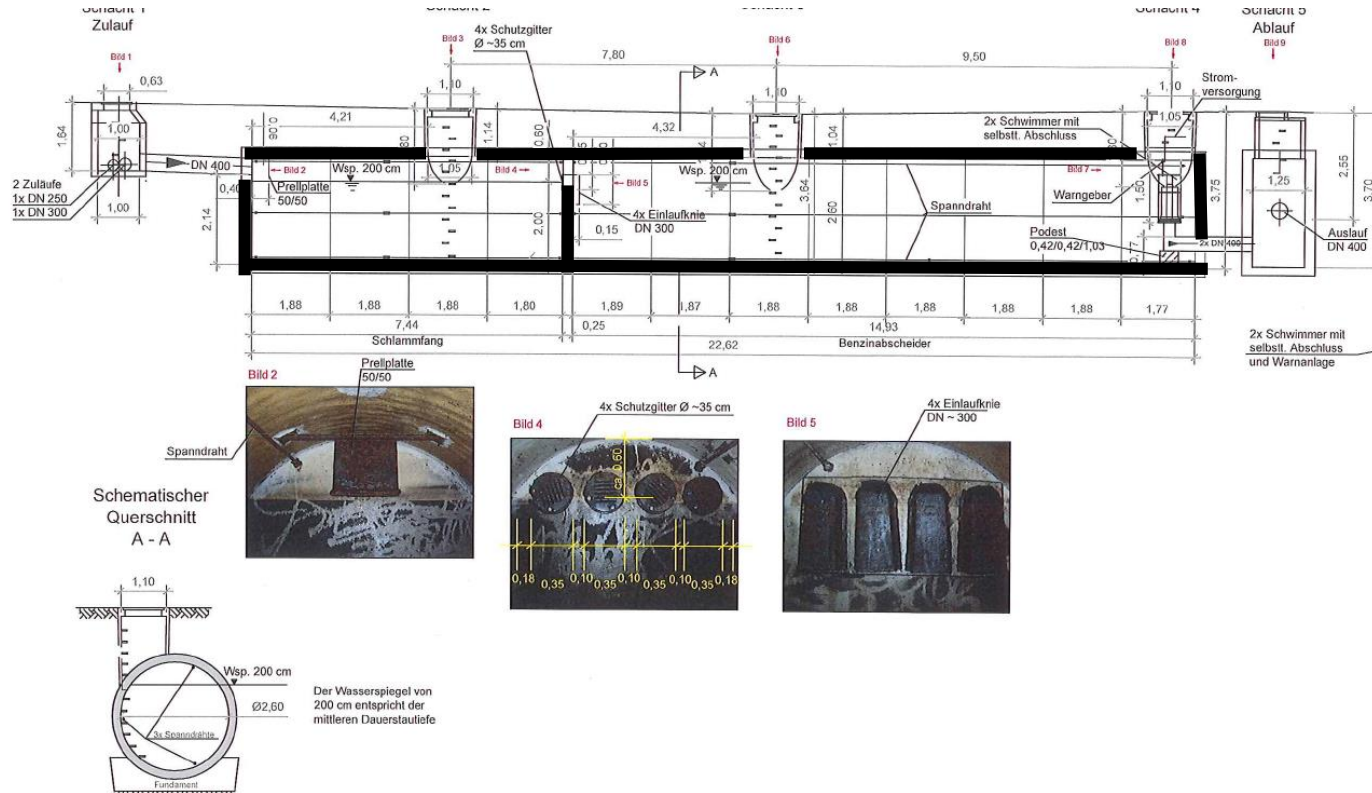 Zulauf
Schacht 4
Schacht 5
Ablauf
4x Schutzgitter
Ø ~35 cm
Bild 1
Bild 3
Bild 6
Bild 8
Bild 9
7,80
9,50
A
0,63
1,10
1,10
1,10
Strom-
versorgung
1,64
1,00
4,21
1,14
0,60
4,32
1,04
2x Schwimmer mit
selbstt. Abschluss
1,05
DN 400
Bild 2
Wsp. 200 cm
1,05
Bild 4
Wsp. 200 cm
Bild 7
2 Zuläufe
1x DN 250
1x DN 300
Prellplatte
50/50
Bild 5
1,00
2,14
2,00
4x Einlaufknie
DN 300
0,15
3,64
2,60
Spanndraht
1,50
Warngeber
Podest
0,42/0,42/1,03
2x DN 400
3,75
1,25
2,55
3,70
Auslauf
DN 400
1,88
1,88
1,88
1,80
1,89
1,87
1,88
1,88
1,88
1,88
1,88
1,77
7,44
0,25
14,93
Schlammfang
Benzinabscheider
22,62
A
2x Schwimmer mit
selbstt. Abschluss
und Warnanlage
Bild 2
Prellplatte
50/50
Spanndraht
Bild 4
4x Schutzgitter Ø ~35 cm
ca. 0,60
0,18
0,35
0,10
0,35
0,10
0,35
0,10
0,35
0,18
Bild 5
4x Einlaufknie
DN ~ 300
Schematischer
Querschnitt
A - A
1,10
Wsp. 200 cm
Ø2,60
3x Spanndrähte
Fundament
Der Wasserspiegel von
200 cm entspricht der
mittleren Dauerstautiefe